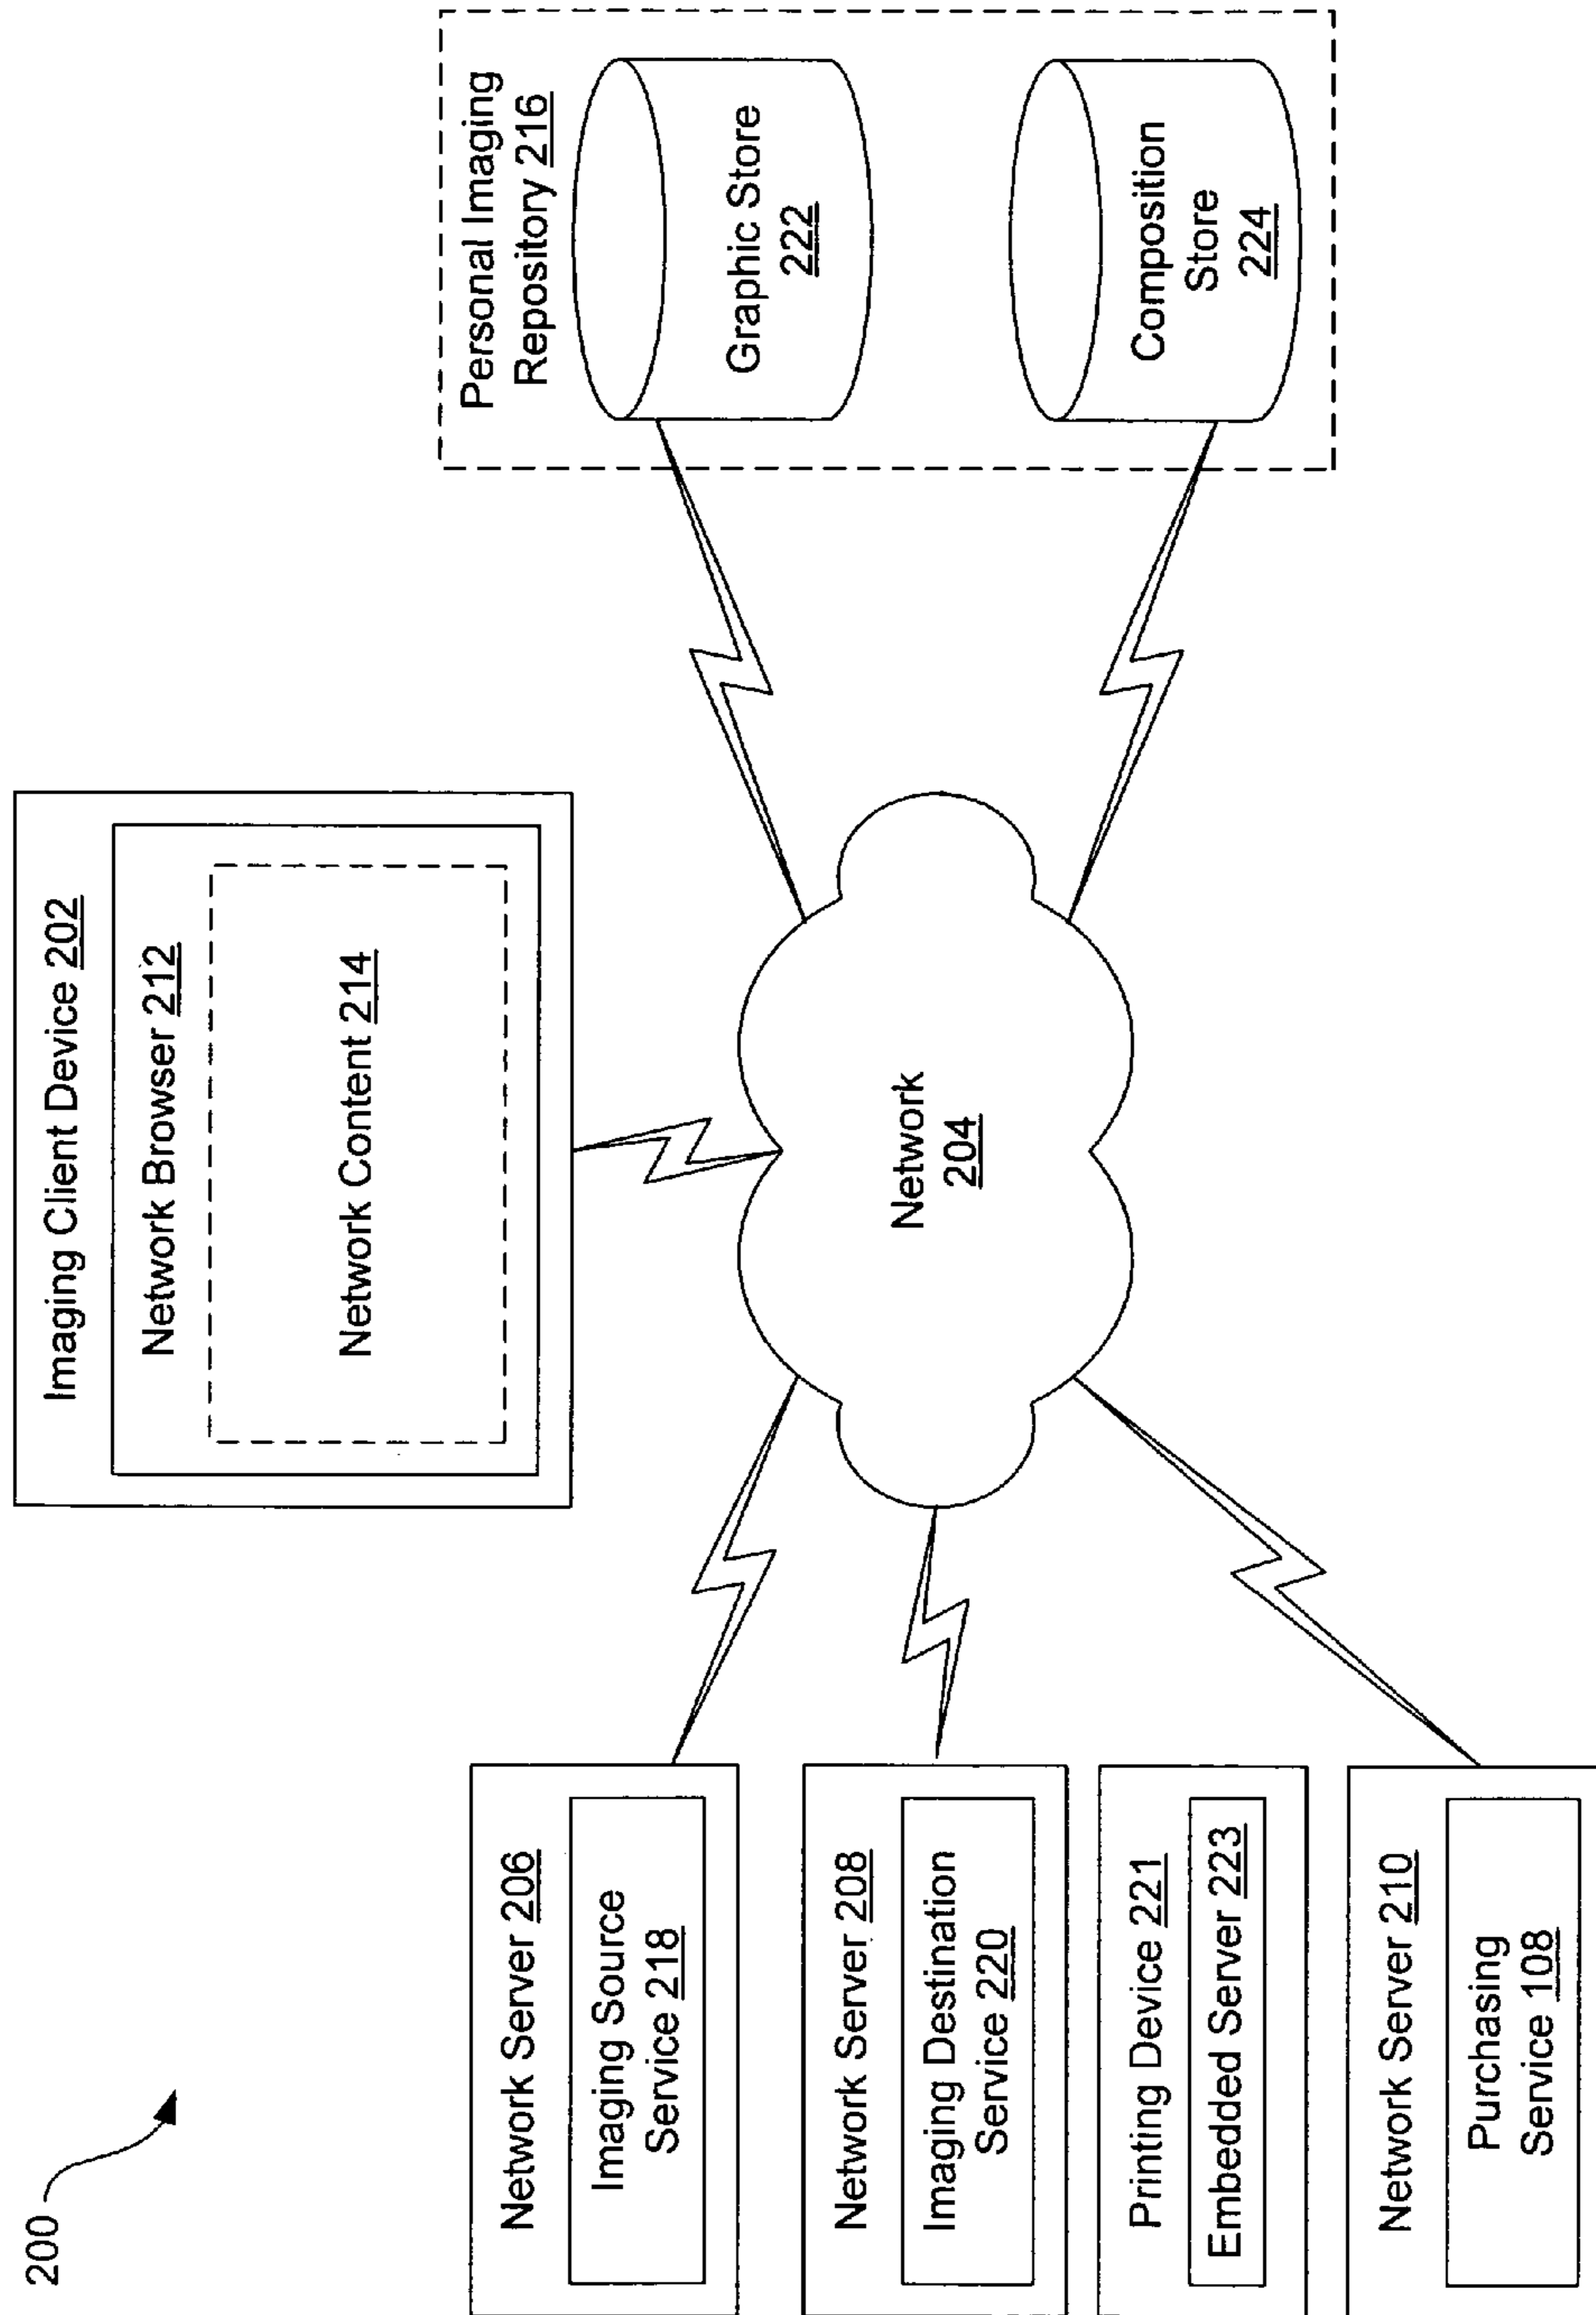 200
Imaging Client Device 202
Network Browser 212
Network Content 214
Personal Imaging
Repository 216
Graphic Store
222
Composition
Store
224
Network
204
Network Server 206
Imaging Source
Service 218
Network Server 208
Imaging Destination
Service 220
Printing Device 221
Embedded Server 223
Network Server 210
Purchasing
Service 108